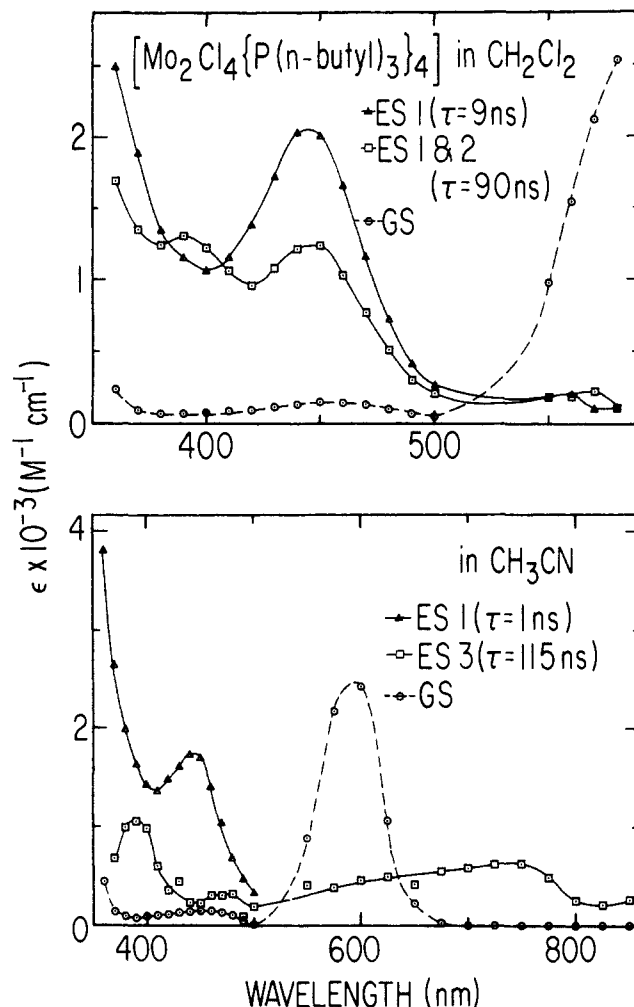 [Mo₂Cl₄{P(n-butyl)₃}₄] in CH₂Cl₂
ES 1 (τ=9ns)
ES 1 & 2
(τ=90ns)
GS
2
1
0
400
500
ε x 10⁻³ (M⁻¹ cm⁻¹)
4
in CH₃CN
ES 1 (τ=1ns)
ES 3 (τ=115ns)
GS
2
0
400
600
800
WAVELENGTH (nm)